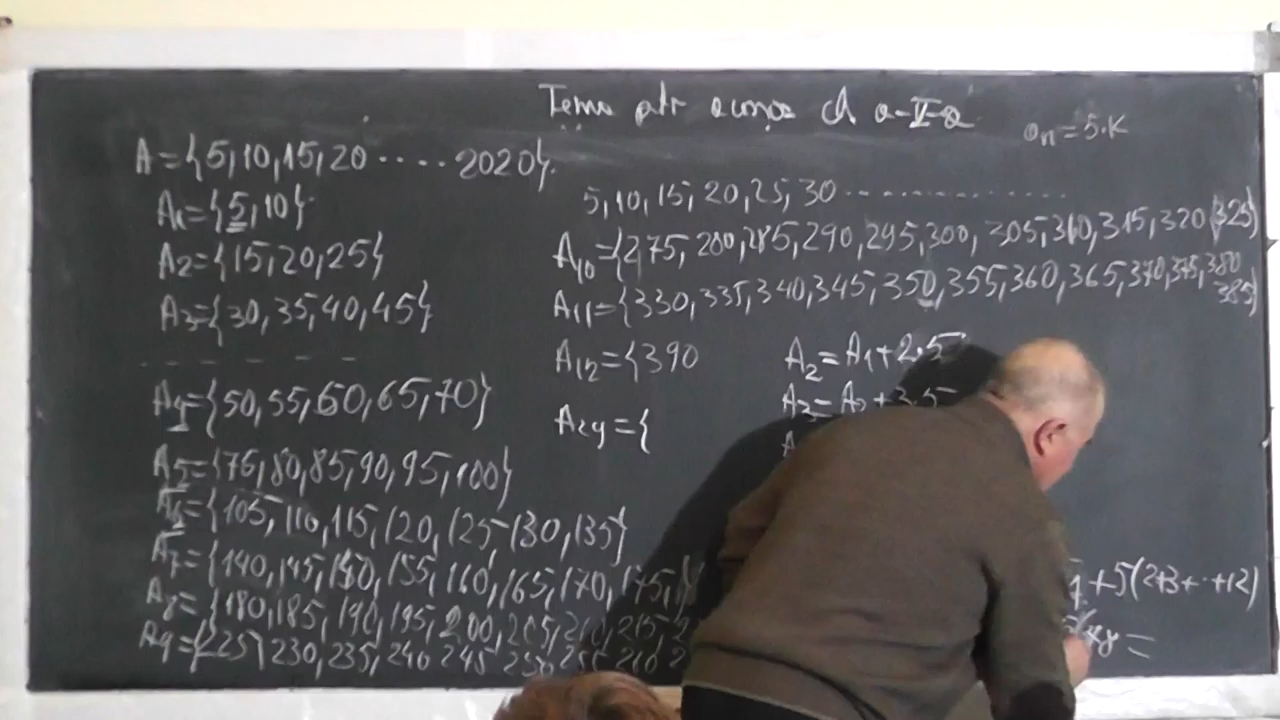 Tema ptr acasa cl a-V-a
an=5.K
A={5,10,15,20.....2020}.
A1={5,10}.
A2={15,20,25}
A3={30,35,40,45}
A4={50,55,60,65,70}
A5={76,80,85,90,95,100}
A6={105,110,115,120,125,130,135}
A7={140,145,150,155,160,165,170,175,
A8={180,185,190,195,200,205,210,215,
A9={225,230,235,240,245,250,255,260
5,10,15,20,25,30................
A10={275,280,285,290,295,300,305,310,315,320,325}
A11={330,335,340,345,350,355,360,365,370,375,380
385}
A12={390
A24={
A2=A1+2.5
A3=A2+3.5
+5(2+3+..+12)
=